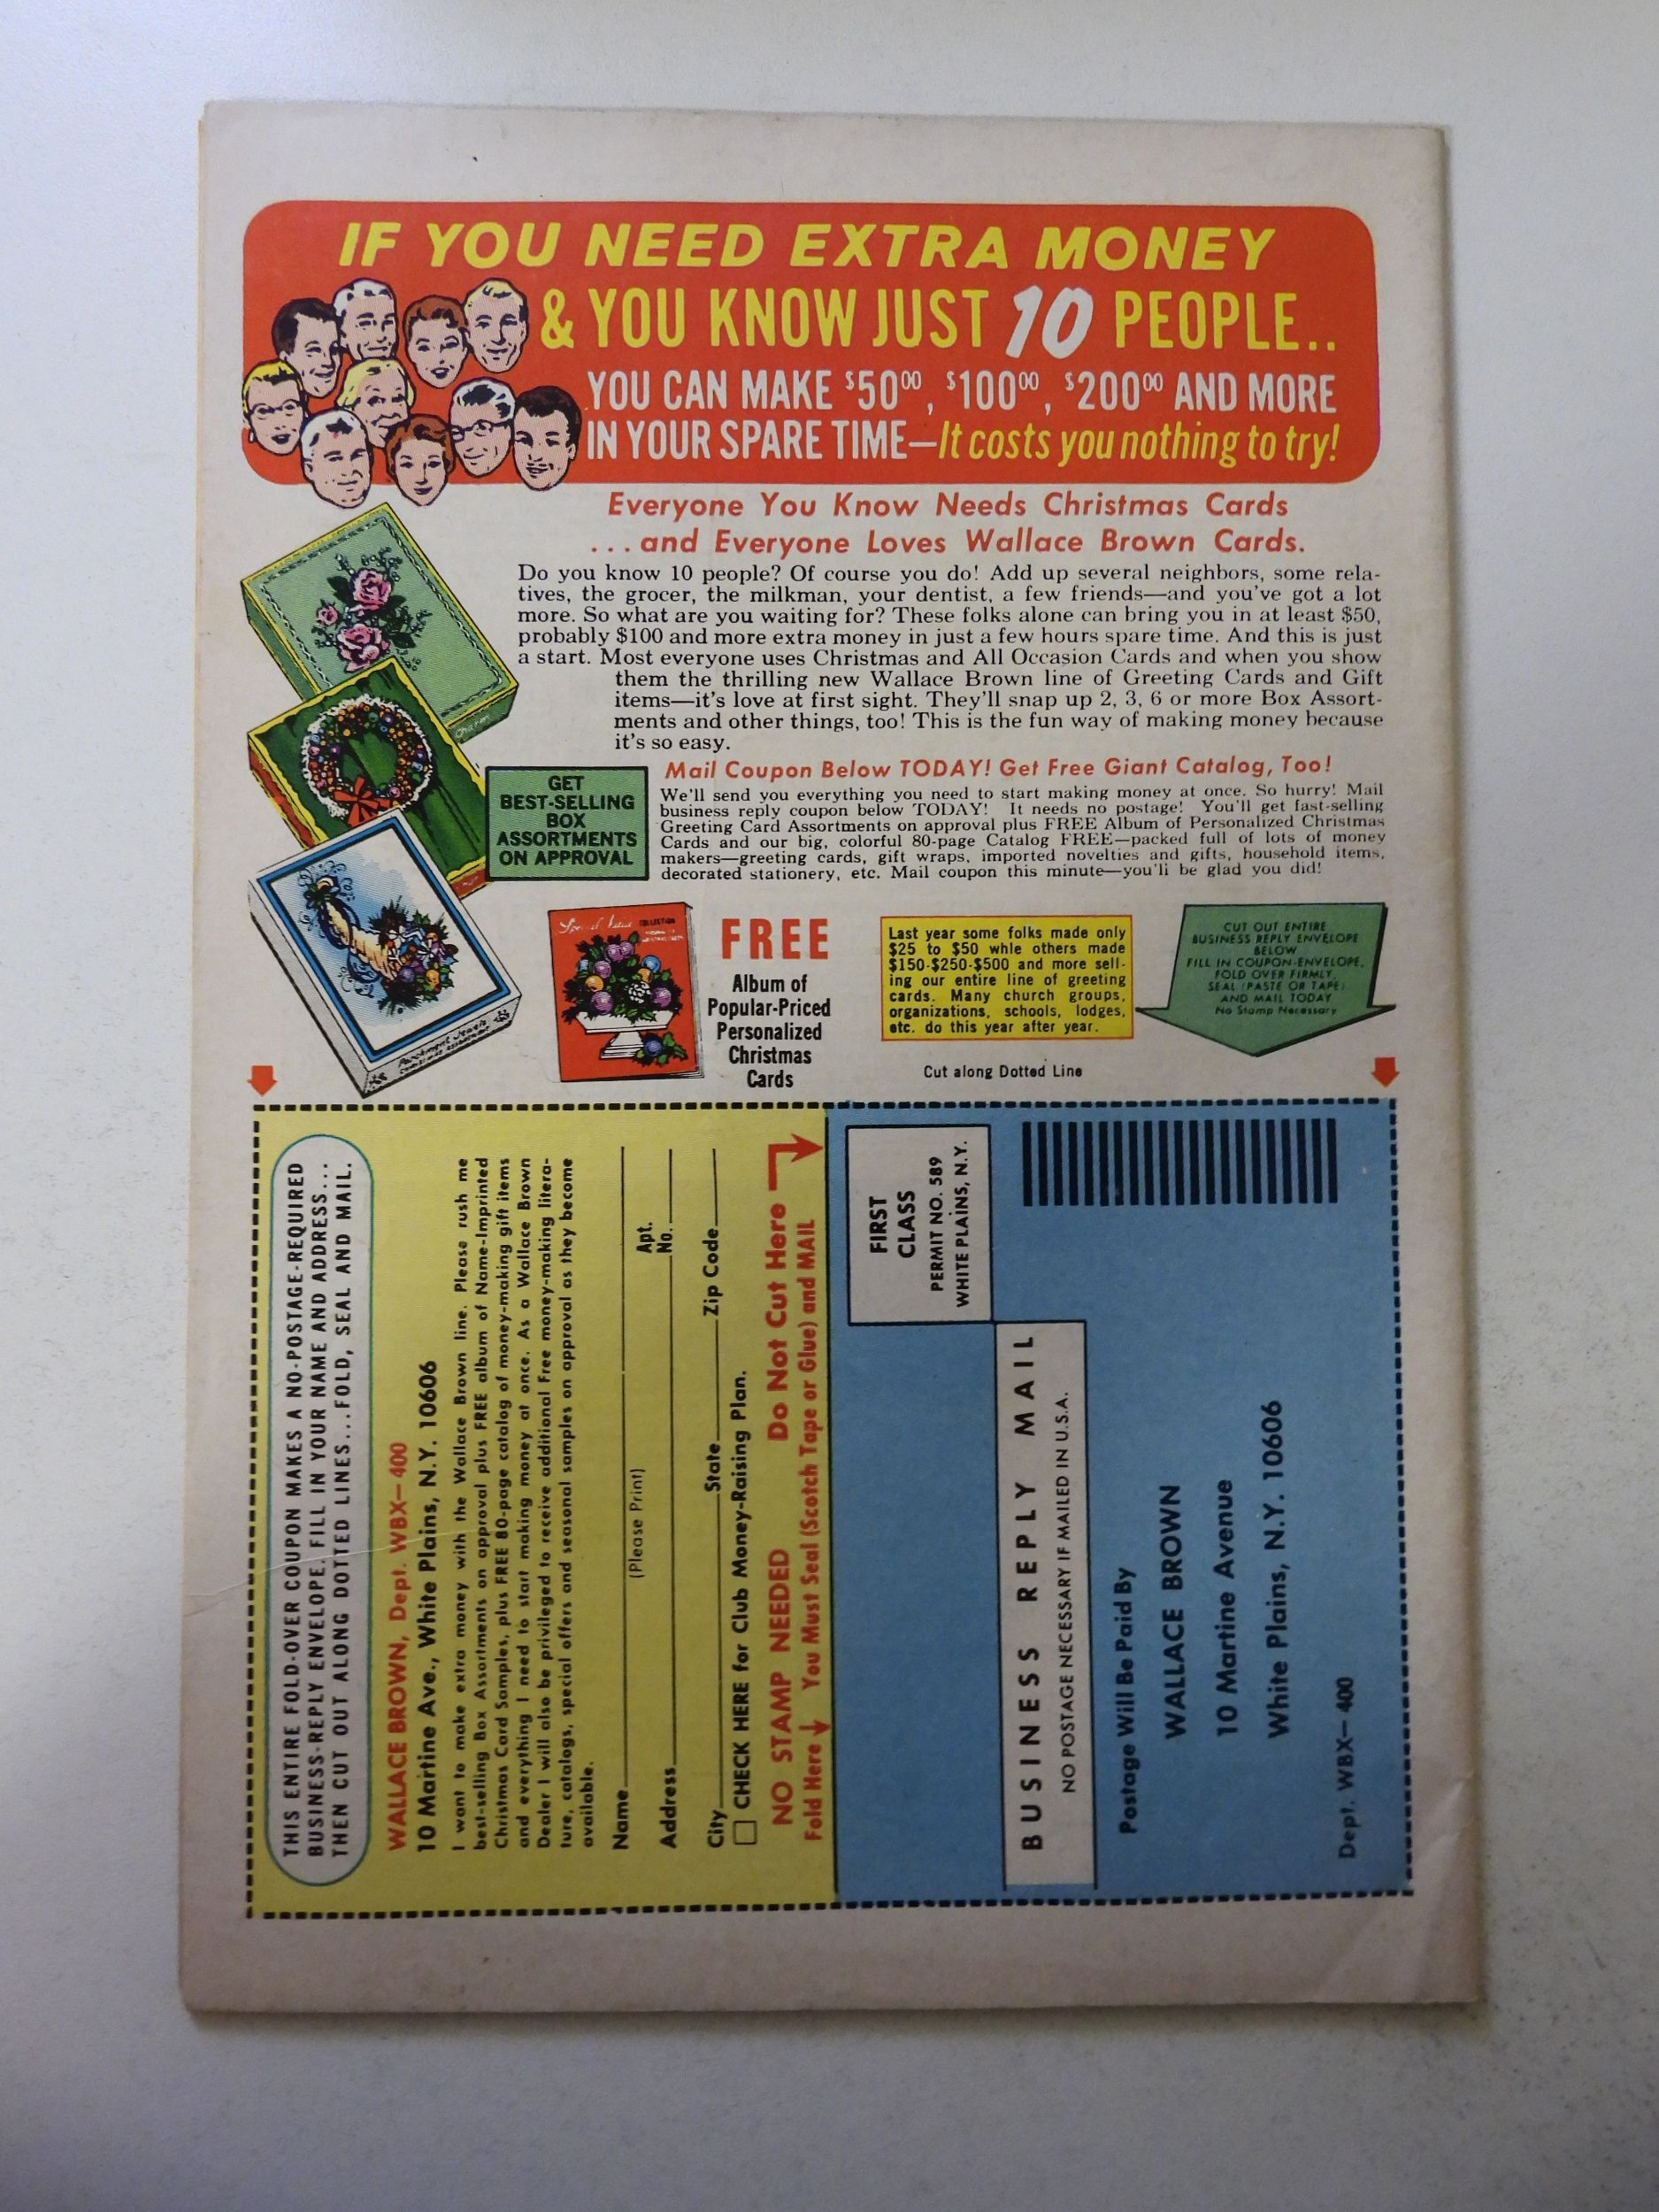 IF YOU NEED EXTRA MONEY
& YOU KNOW JUST 10 PEOPLE..
YOU CAN MAKE $50⁰⁰, $100⁰⁰, $200⁰⁰ AND MORE
IN YOUR SPARE TIME—It costs you nothing to try!
Everyone You Know Needs Christmas Cards
...and Everyone Loves Wallace Brown Cards.
Do you know 10 people? Of course you do! Add up several neighbors, some rela-
tives, the grocer, the milkman, your dentist, a few friends—and you've got a lot
more. So what are you waiting for? These folks alone can bring you in at least $50,
probably $100 and more extra money in just a few hours spare time. And this is just
a start. Most everyone uses Christmas and All Occasion Cards and when you show
them the thrilling new Wallace Brown line of Greeting Cards and Gift
items—it's love at first sight. They'll snap up 2, 3, 6 or more Box Assort-
ments and other things, too! This is the fun way of making money because
it's so easy.
GET
BEST-SELLING
BOX
ASSORTMENTS
ON APPROVAL
Mail Coupon Below TODAY! Get Free Giant Catalog, Too!
We'll send you everything you need to start making money at once. So hurry! Mail
business reply coupon below TODAY! It needs no postage! You'll get fast-selling
Greeting Card Assortments on approval plus FREE Album of Personalized Christmas
Cards and our big, colorful 80-page Catalog FREE—packed full of lots of money
makers—greeting cards, gift wraps, imported novelties and gifts, household items,
decorated stationery, etc. Mail coupon this minute—you'll be glad you did!
Parchment Jewels
Special Issue COLLECTION
FREE
Album of
Popular-Priced
Personalized
Christmas
Cards
Last year some folks made only
$25 to $50 whle others made
$150-$250-$500 and more sell-
ing our entire line of greeting
cards. Many church groups,
organizations, schools, lodges,
etc. do this year after year.
Cut along Dotted Line
CUT OUT ENTIRE
BUSINESS REPLY ENVELOPE
BELOW
FILL IN COUPON-ENVELOPE,
FOLD OVER FIRMLY,
SEAL (PASTE OR TAPE)
AND MAIL TODAY
No Stamp Necessary
THIS ENTIRE FOLD-OVER COUPON MAKES A NO-POSTAGE-REQUIRED
BUSINESS-REPLY ENVELOPE. FILL IN YOUR NAME AND ADDRESS...
THEN CUT OUT ALONG DOTTED LINES...FOLD, SEAL AND MAIL.
WALLACE BROWN, Dept. WBX—400
10 Martine Ave., White Plains, N.Y. 10606
I want to make extra money with the Wallace Brown line. Please rush me
best-selling Box Assortments on approval plus FREE album of Name-Imprinted
Christmas Card Samples, plus FREE 80-page catalog of money-making gift items
and everything I need to start making money at once. As a Wallace Brown
Dealer I will also be privileged to receive additional Free money-making litera-
ture, catalogs, special offers and seasonal samples on approval as they become
available.
Name
(Please Print)
Address Apt. No.
City State Zip Code
CHECK HERE for Club Money-Raising Plan.
NO STAMP NEEDED Do Not Cut Here
Fold Here You Must Seal (Scotch Tape or Glue) and MAIL
FIRST
CLASS
PERMIT NO. 589
WHITE PLAINS, N.Y.
BUSINESS REPLY MAIL
NO POSTAGE NECESSARY IF MAILED IN U.S.A.
Postage Will Be Paid By
WALLACE BROWN
10 Martine Avenue
White Plains, N.Y. 10606
Dept. WBX—400